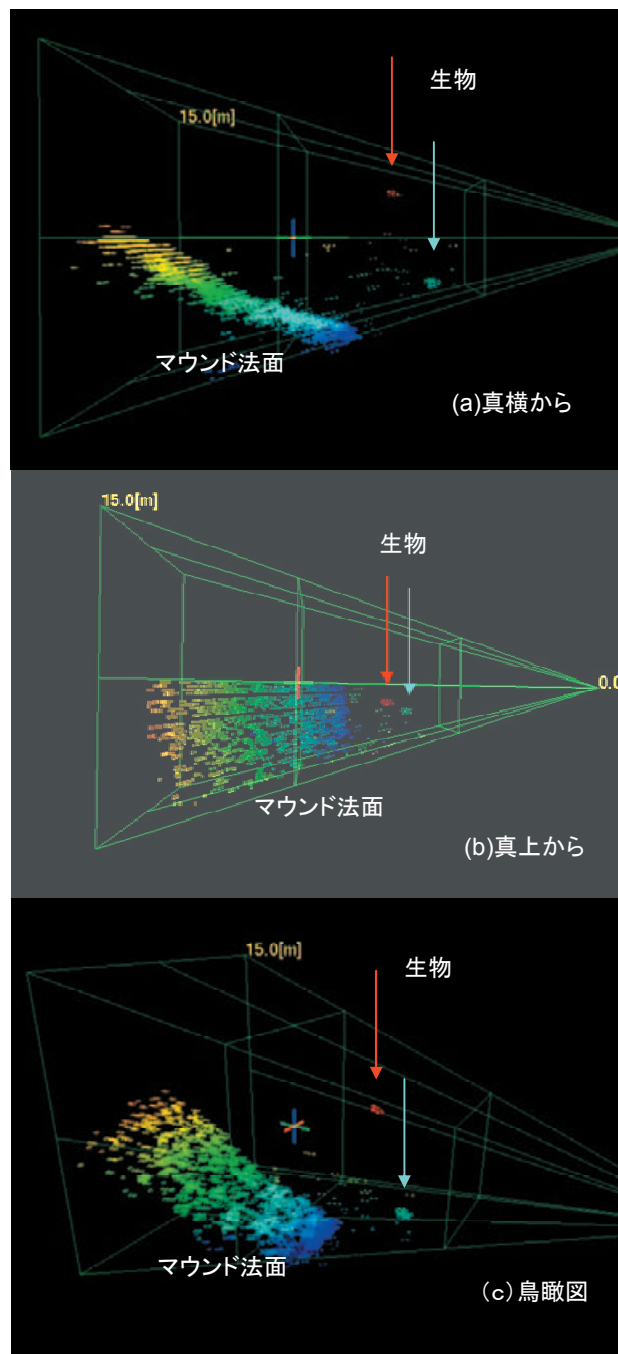 生物
15.0[m]
マウンド法面
(a)真横から
15.0[m]
生物
0.0
マウンド法面
(b)真上から
15.0[m]
生物
マウンド法面
（c）鳥瞰図